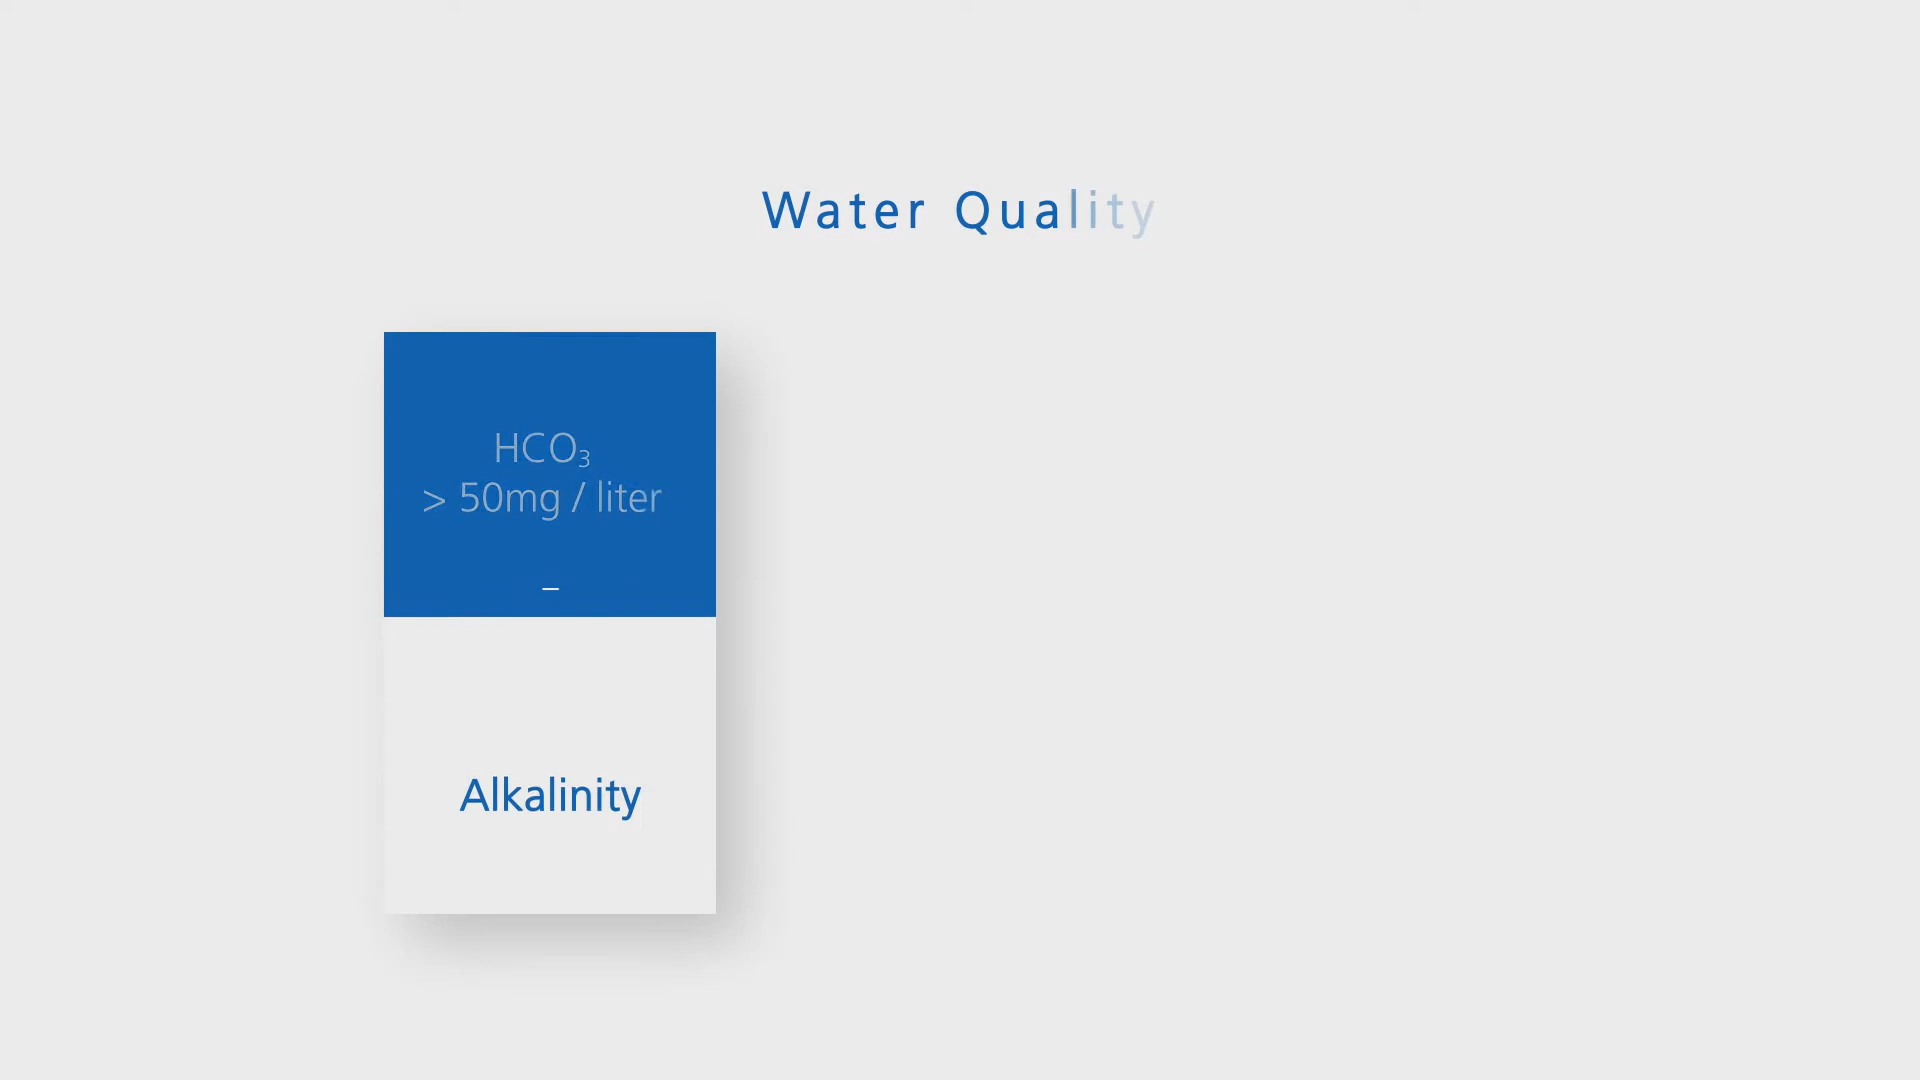 Water Quality
HCO₃
> 50mg / liter
–
Alkalinity